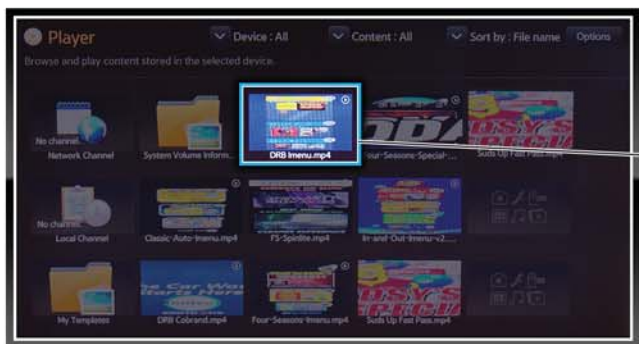 Player
Device : All
Content : All
Sort by : File name
Options
Browse and play content stored in the selected device.
No channel...
Network Channel
System Volume Inform...
DRB Imenu.mp4
Four-Seasons-Special-...
Suds Up Fast Pass.mp4
No channel...
Local Channel
Classic-Auto-Imenu.mp4
FS-Spinlite.mp4
In-and-Out-Imenu-v2....
My Templates
DRB Cobrand.mp4
Four-Seasons-Imenu.mp4
Suds Up Fast Pass.mp4